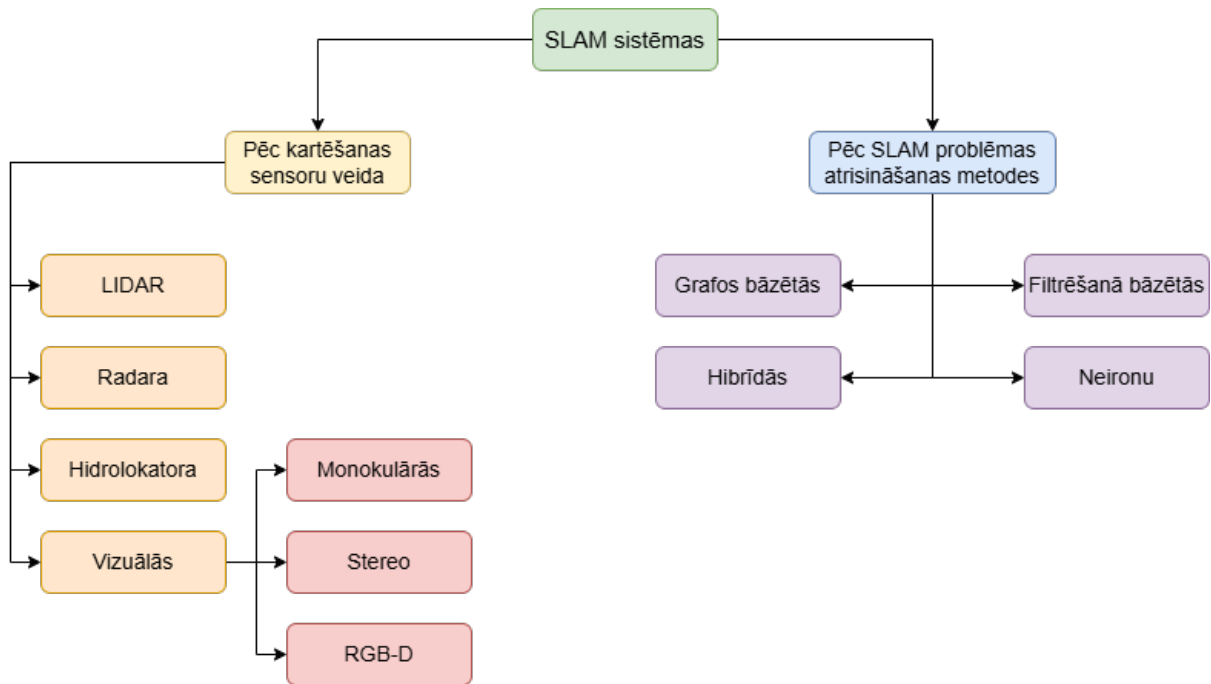 SLAM sistēmas
Pēc kartēšanas
sensoru veida
Pēc SLAM problēmas
atrisināšanas metodes
LIDAR
Radara
Hidrolokatora
Vizuālās
Monokulārās
Stereo
RGB-D
Grafos bāzētās
Filtrēšanā bāzētās
Hibrīdās
Neironu